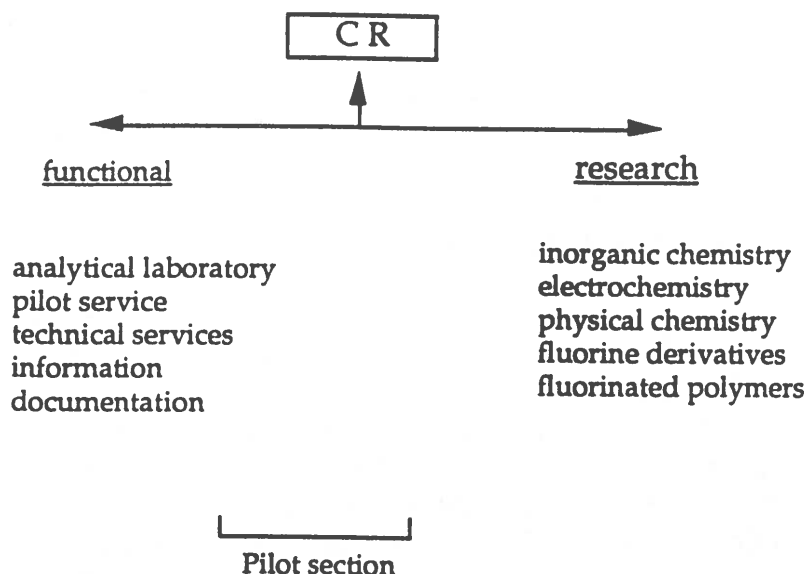 C R
functional
research
analytical laboratory
pilot service
technical services
information
documentation
inorganic chemistry
electrochemistry
physical chemistry
fluorine derivatives
fluorinated polymers
Pilot section